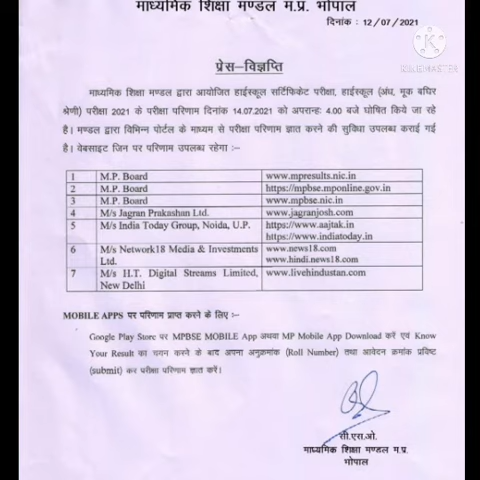 माध्यमिक शिक्षा मण्डल म.प्र. भोपाल
दिनांक : 12/07/2021
KINEMASTER
प्रेस–विज्ञप्ति
माध्यमिक शिक्षा मण्डल द्वारा आयोजित हाईस्कूल सर्टिफिकेट परीक्षा, हाईस्कूल (अंध, मूक बधिर
श्रेणी) परीक्षा 2021 के परीक्षा परिणाम दिनांक 14.07.2021 को अपरान्हः 4.00 बजे घोषित किये जा रहे
है। मण्डल द्वारा विभिन्न पोर्टल के माध्यम से परीक्षा परिणाम ज्ञात करने की सुविधा उपलब्ध कराई गई
है। वेबसाइट जिन पर परिणाम उपलब्ध रहेगा :–
1 M.P. Board www.mpresults.nic.in
2 M.P. Board https://mpbse.mponline.gov.in
3 M.P. Board www.mpbse.nic.in
4 M/s Jagran Prakashan Ltd. www.jagranjosh.com
5 M/s India Today Group, Noida, U.P. https://www.aajtak.in
https://www.indiatoday.in
6 M/s Network18 Media & Investments www.news18.com
Ltd. www.hindi.news18.com
7 M/s H.T. Digital Streams Limited, www.livehindustan.com
New Delhi
MOBILE APPS पर परिणाम प्राप्त करने के लिए :–
Google Play Store पर MPBSE MOBILE App अथवा MP Mobile App Download करें एवं Know
Your Result का चयन करने के बाद अपना अनुक्रमांक (Roll Number) तथा आवेदन क्रमांक प्रविष्ट
(submit) कर परीक्षा परिणाम ज्ञात करें।
सी.एस.ओ.
माध्यमिक शिक्षा मण्डल म.प्र.
भोपाल